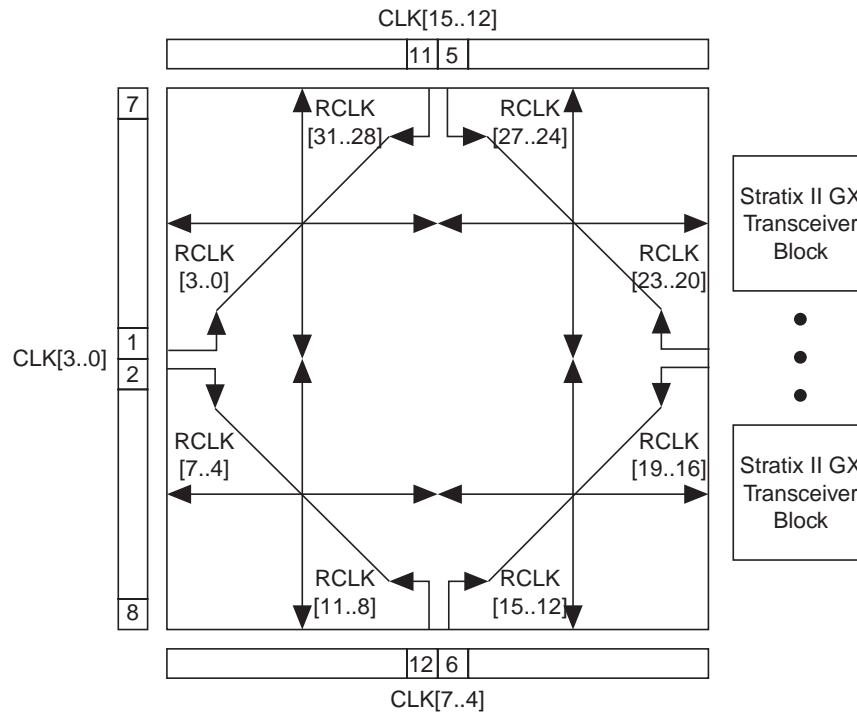 CLK[15..12]
11 5
7
RCLK
[31..28]
RCLK
[27..24]
Stratix II GX
Transceiver
Block
RCLK
[3..0]
RCLK
[23..20]
CLK[3..0]
1
2
RCLK
[7..4]
RCLK
[19..16]
Stratix II GX
Transceiver
Block
RCLK
[11..8]
RCLK
[15..12]
8
12 6
CLK[7..4]